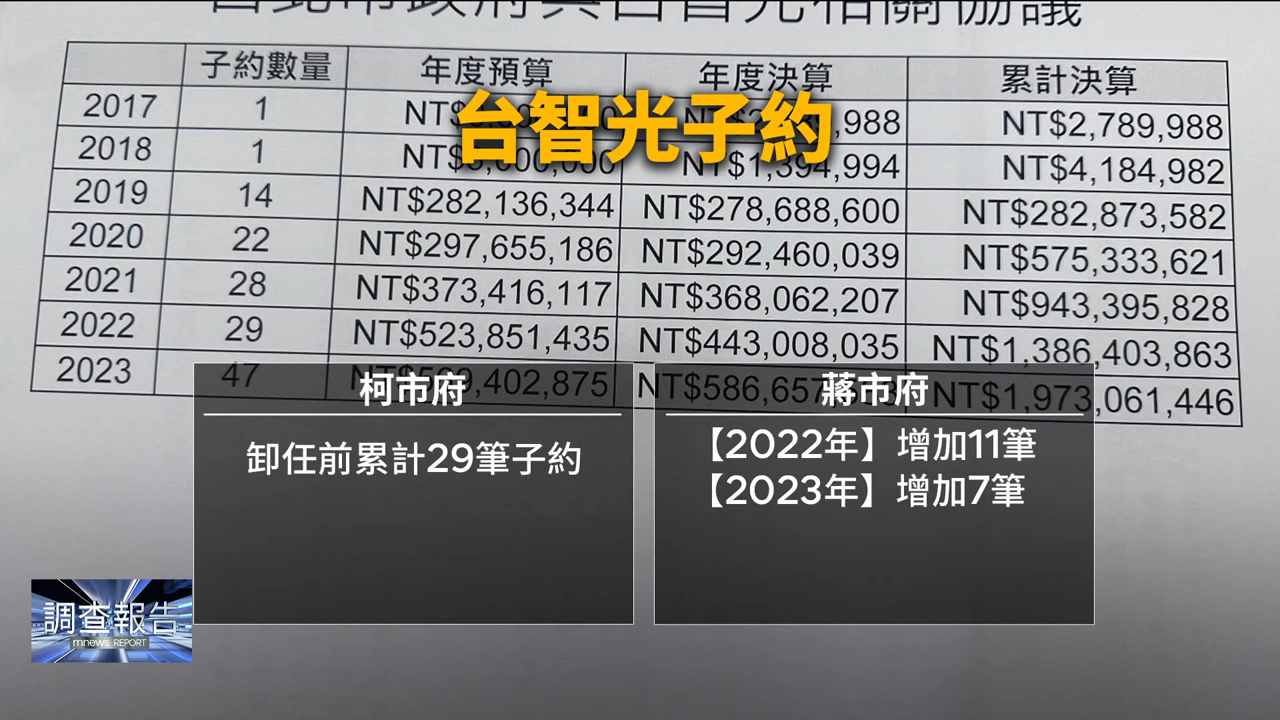 子約數量 年度預算 年度決算 累計決算
2017 1 NT$2,789,988
台智光子約
2018 1 NT$1,394,994 NT$4,184,982
2019 14 NT$282,136,344 NT$278,688,600 NT$282,873,582
2020 22 NT$297,655,186 NT$292,460,039 NT$575,333,621
2021 28 NT$373,416,117 NT$368,062,207 NT$943,395,828
2022 29 NT$523,851,435 NT$443,008,035 NT$1,386,403,863
2023 47 NT$1,973,061,446
柯市府
卸任前累計29筆子約
蔣市府
【2022年】增加11筆
【2023年】增加7筆
調查報告
mnews REPORT